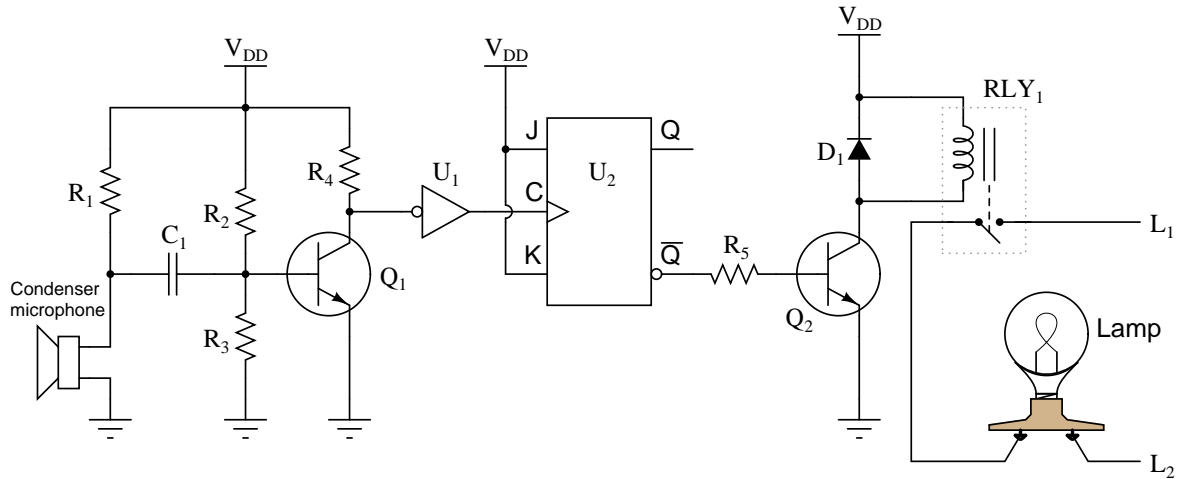 V_DD
V_DD
V_DD
RLY_1
R_1
R_2
R_4
C_1
R_3
Q_1
U_1
J
C
K
U_2
Q
Q̅
R_5
D_1
Q_2
L_1
Condenser
microphone
Lamp
L_2